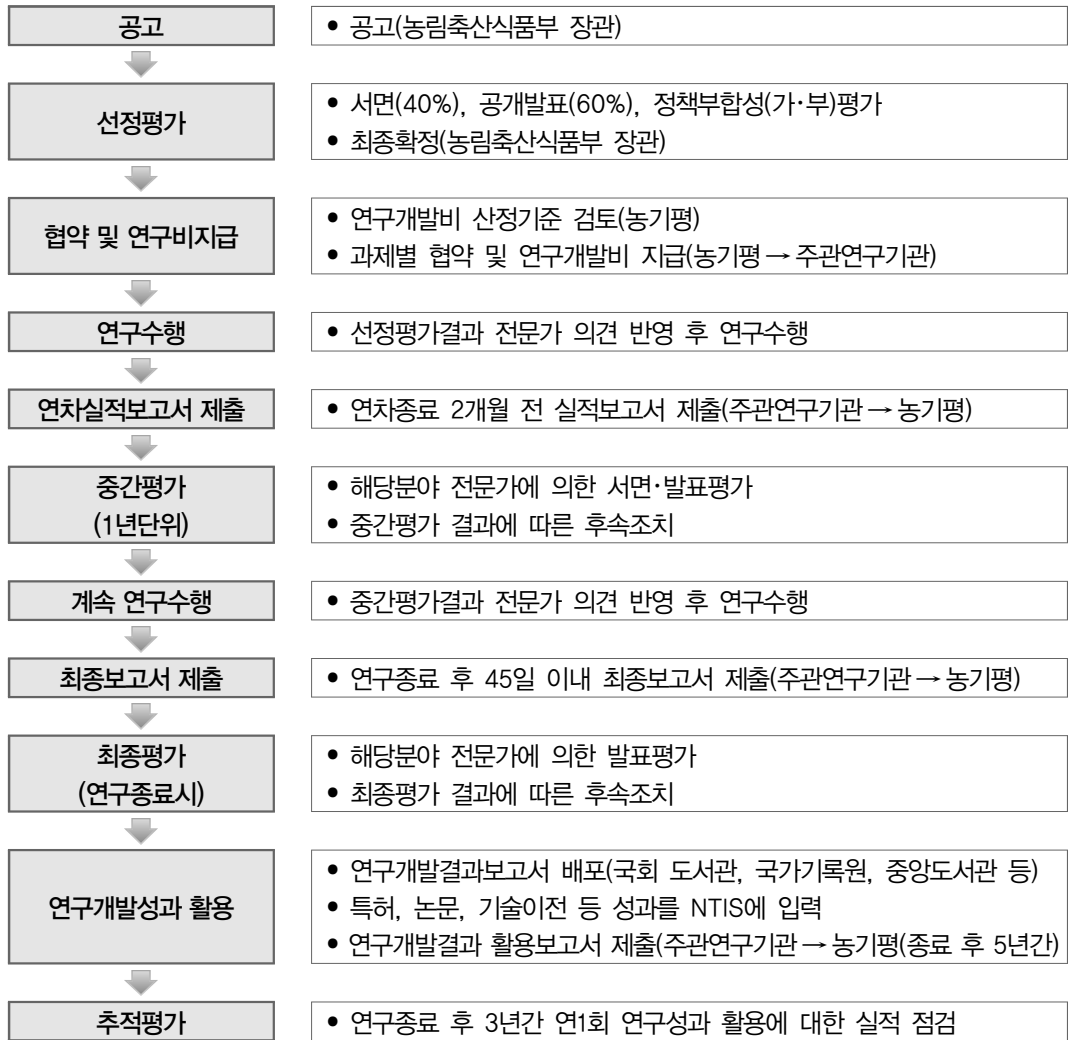 공고
• 공고(농림축산식품부 장관)
선정평가
• 서면(40%), 공개발표(60%), 정책부합성(가·부)평가
• 최종확정(농림축산식품부 장관)
협약 및 연구비지급
• 연구개발비 산정기준 검토(농기평)
• 과제별 협약 및 연구개발비 지급(농기평 → 주관연구기관)
연구수행
• 선정평가결과 전문가 의견 반영 후 연구수행
연차실적보고서 제출
• 연차종료 2개월 전 실적보고서 제출(주관연구기관 → 농기평)
중간평가
(1년단위)
• 해당분야 전문가에 의한 서면·발표평가
• 중간평가 결과에 따른 후속조치
계속 연구수행
• 중간평가결과 전문가 의견 반영 후 연구수행
최종보고서 제출
• 연구종료 후 45일 이내 최종보고서 제출(주관연구기관 → 농기평)
최종평가
(연구종료시)
• 해당분야 전문가에 의한 발표평가
• 최종평가 결과에 따른 후속조치
연구개발성과 활용
• 연구개발결과보고서 배포(국회 도서관, 국가기록원, 중앙도서관 등)
• 특허, 논문, 기술이전 등 성과를 NTIS에 입력
• 연구개발결과 활용보고서 제출(주관연구기관 → 농기평(종료 후 5년간)
추적평가
• 연구종료 후 3년간 연1회 연구성과 활용에 대한 실적 점검